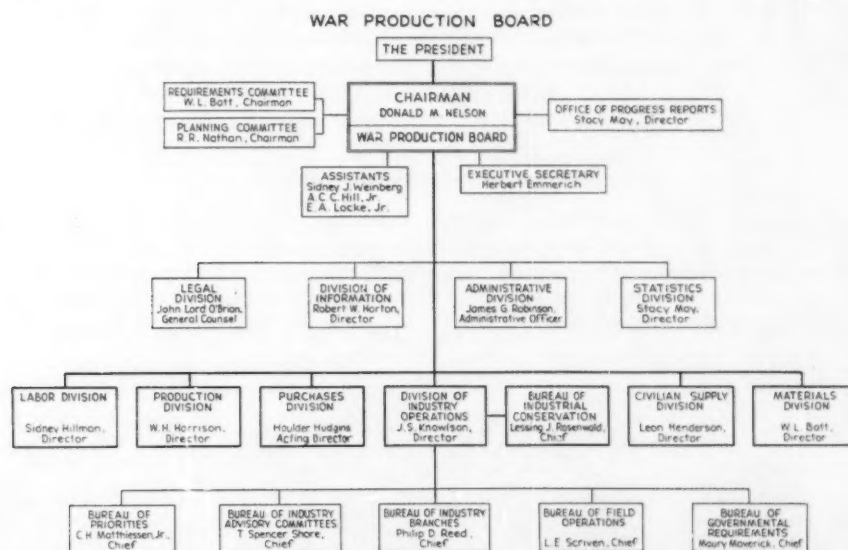 WAR PRODUCTION BOARD
THE PRESIDENT
REQUIREMENTS COMMITTEE
W. L. Batt, Chairman
PLANNING COMMITTEE
R. R. Nathan, Chairman
CHAIRMAN
DONALD M. NELSON
WAR PRODUCTION BOARD
OFFICE OF PROGRESS REPORTS
Stacy May, Director
ASSISTANTS
Sidney J. Weinberg
A. C. C. Hill, Jr.
E. A. Locke, Jr.
EXECUTIVE SECRETARY
Herbert Emmerich
LEGAL
DIVISION
John Lord O'Brian,
General Counsel
DIVISION OF
INFORMATION
Robert W. Horton,
Director
ADMINISTRATIVE
DIVISION
James G. Robinson,
Administrative Officer
STATISTICS
DIVISION
Stacy May,
Director
LABOR DIVISION
Sidney Hillman,
Director
PRODUCTION
DIVISION
W. H. Harrison,
Director
PURCHASES
DIVISION
Houlder Hudgins
Acting Director
DIVISION OF
INDUSTRY
OPERATIONS
J. S. Knowlson,
Director
BUREAU OF
INDUSTRIAL
CONSERVATION
Lessing J. Rosenwald,
Chief
CIVILIAN SUPPLY
DIVISION
Leon Henderson,
Director
MATERIALS
DIVISION
W. L. Batt,
Director
BUREAU OF
PRIORITIES
C. H. Matthiessen, Jr.,
Chief
BUREAU OF INDUSTRY
ADVISORY COMMITTEES
T. Spencer Shore,
Chief
BUREAU OF INDUSTRY
BRANCHES
Philip D. Reed,
Chief
BUREAU OF FIELD
OPERATIONS
L. E. Scriven, Chief
BUREAU OF
GOVERNMENTAL
REQUIREMENTS
Maury Maverick, Chief